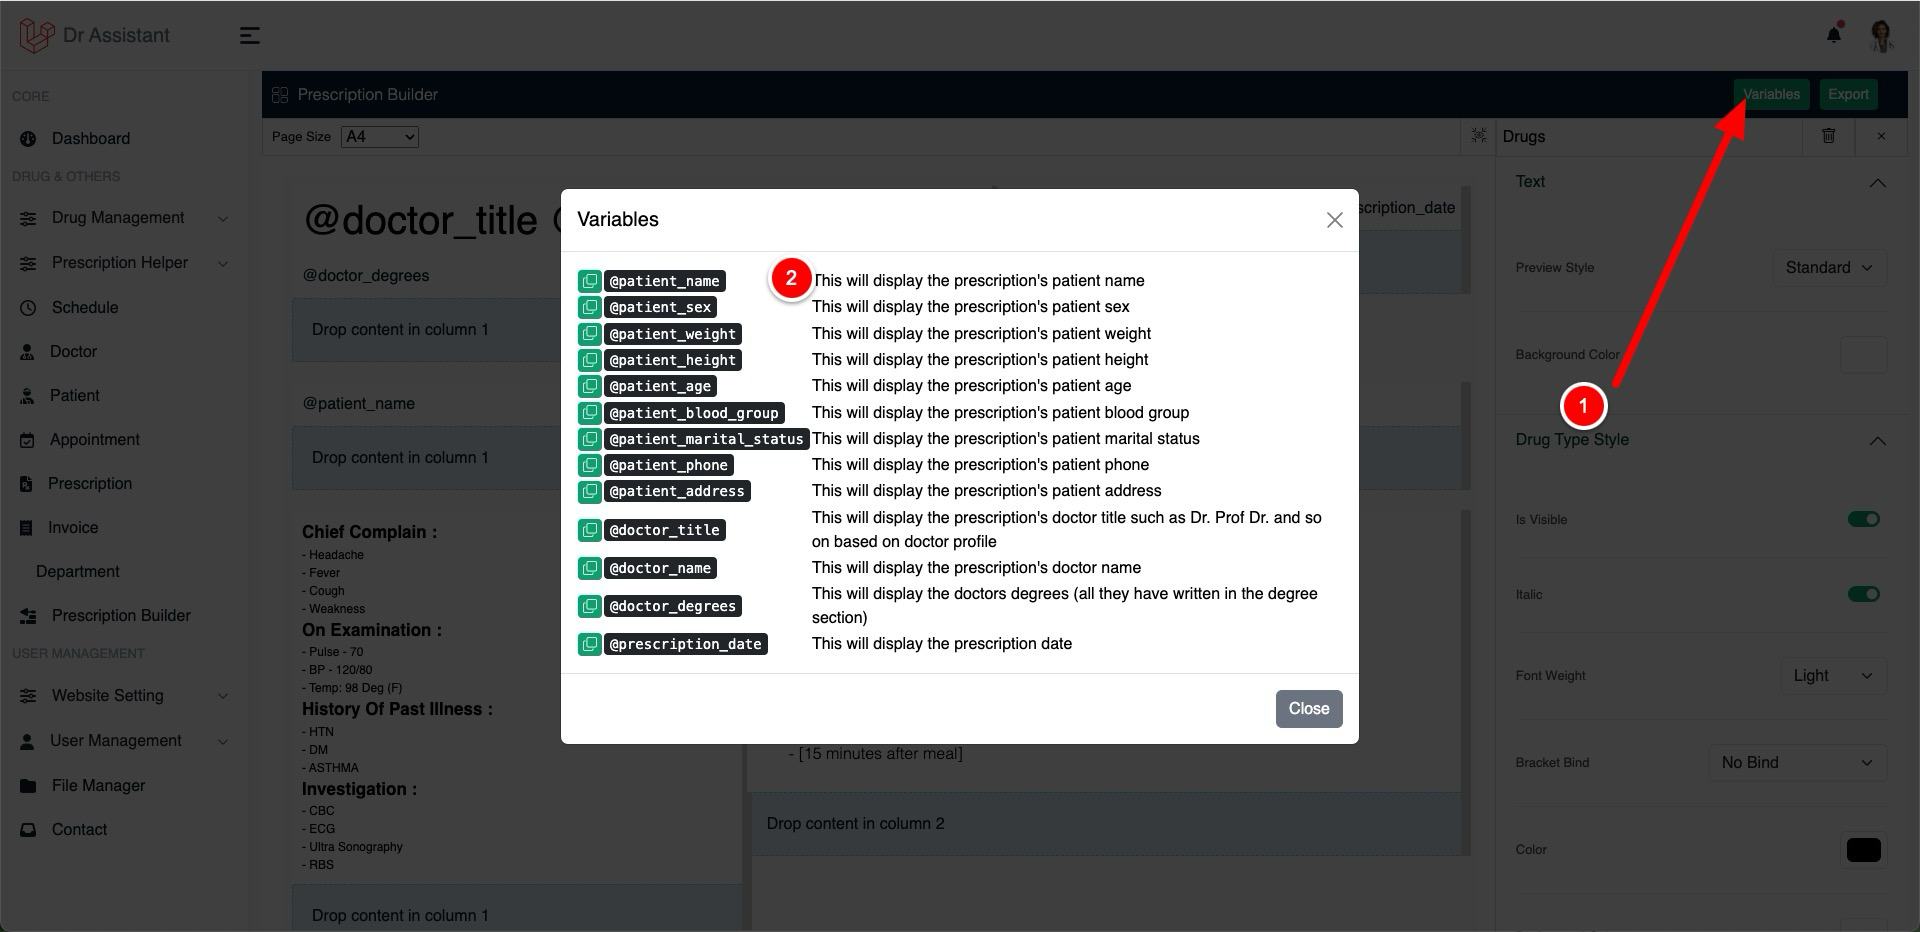 Dr Assistant
CORE
Dashboard
DRUG & OTHERS
Drug Management
Prescription Helper
Schedule
Doctor
Patient
Appointment
Prescription
Invoice
Department
Prescription Builder
USER MANAGEMENT
Website Setting
User Management
File Manager
Contact
Prescription Builder
Variables
Export
Page Size A4
@doctor_title
scription_date
@doctor_degrees
Drop content in column 1
@patient_name
Drop content in column 1
Chief Complain :
- Headache
- Fever
- Cough
- Weakness
On Examination :
- Pulse - 70
- BP - 120/80
- Temp: 98 Deg (F)
History Of Past Illness :
- HTN
- DM
- ASTHMA
Investigation :
- CBC
- ECG
- Ultra Sonography
- RBS
Drop content in column 1
- [15 minutes after meal]
Drop content in column 2
Variables
@patient_name This will display the prescription's patient name
@patient_sex This will display the prescription's patient sex
@patient_weight This will display the prescription's patient weight
@patient_height This will display the prescription's patient height
@patient_age This will display the prescription's patient age
@patient_blood_group This will display the prescription's patient blood group
@patient_marital_status This will display the prescription's patient marital status
@patient_phone This will display the prescription's patient phone
@patient_address This will display the prescription's patient address
@doctor_title This will display the prescription's doctor title such as Dr. Prof Dr. and so
on based on doctor profile
@doctor_name This will display the prescription's doctor name
@doctor_degrees This will display the doctors degrees (all they have written in the degree
section)
@prescription_date This will display the prescription date
Close
2
1
Drugs
Text
Preview Style Standard
Background Color
Drug Type Style
Is Visible
Italic
Font Weight Light
Bracket Bind No Bind
Color